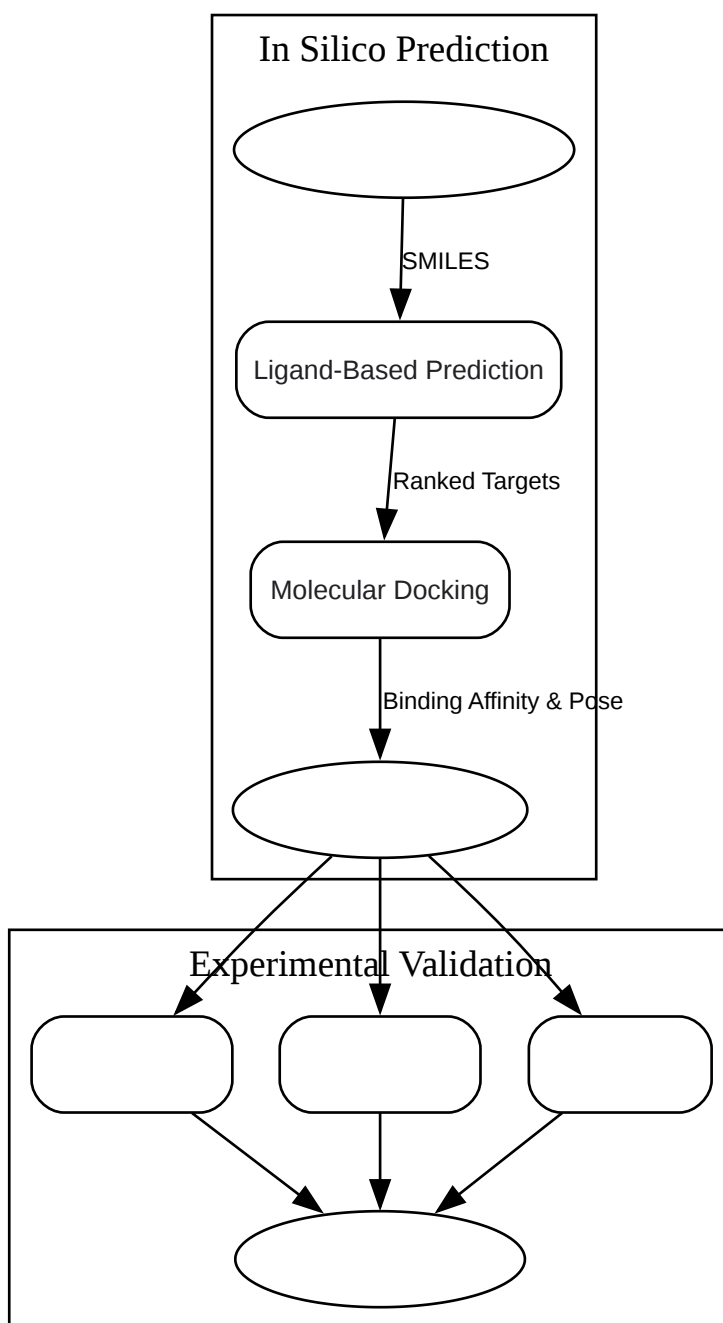 In Silico Prediction
SMILES
Ligand-Based Prediction
Ranked Targets
Molecular Docking
Binding Affinity & Pose
Experimental Validation